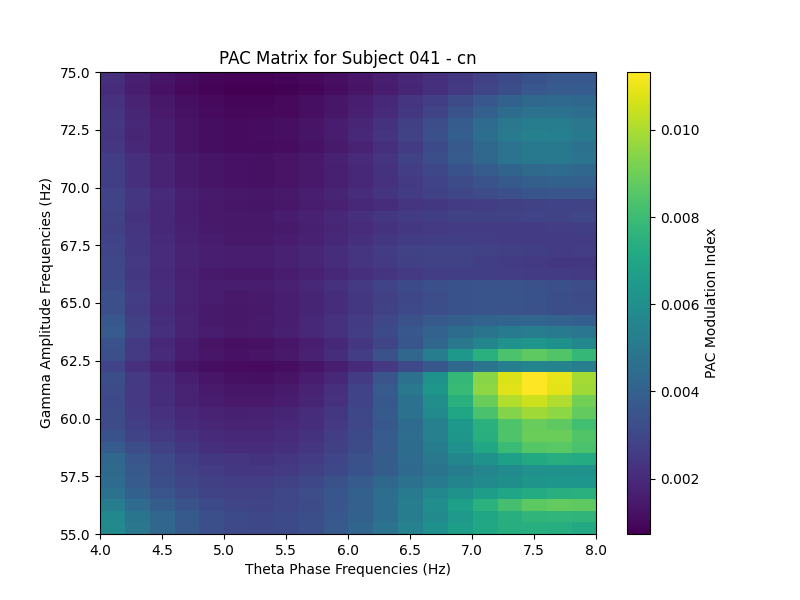 PAC Matrix for Subject 041 - cn
75.0
72.5
70.0
67.5
65.0
62.5
60.0
57.5
55.0
Gamma Amplitude Frequencies (Hz)
4.0 4.5 5.0 5.5 6.0 6.5 7.0 7.5 8.0
Theta Phase Frequencies (Hz)
0.010
0.008
0.006
0.004
0.002
PAC Modulation Index